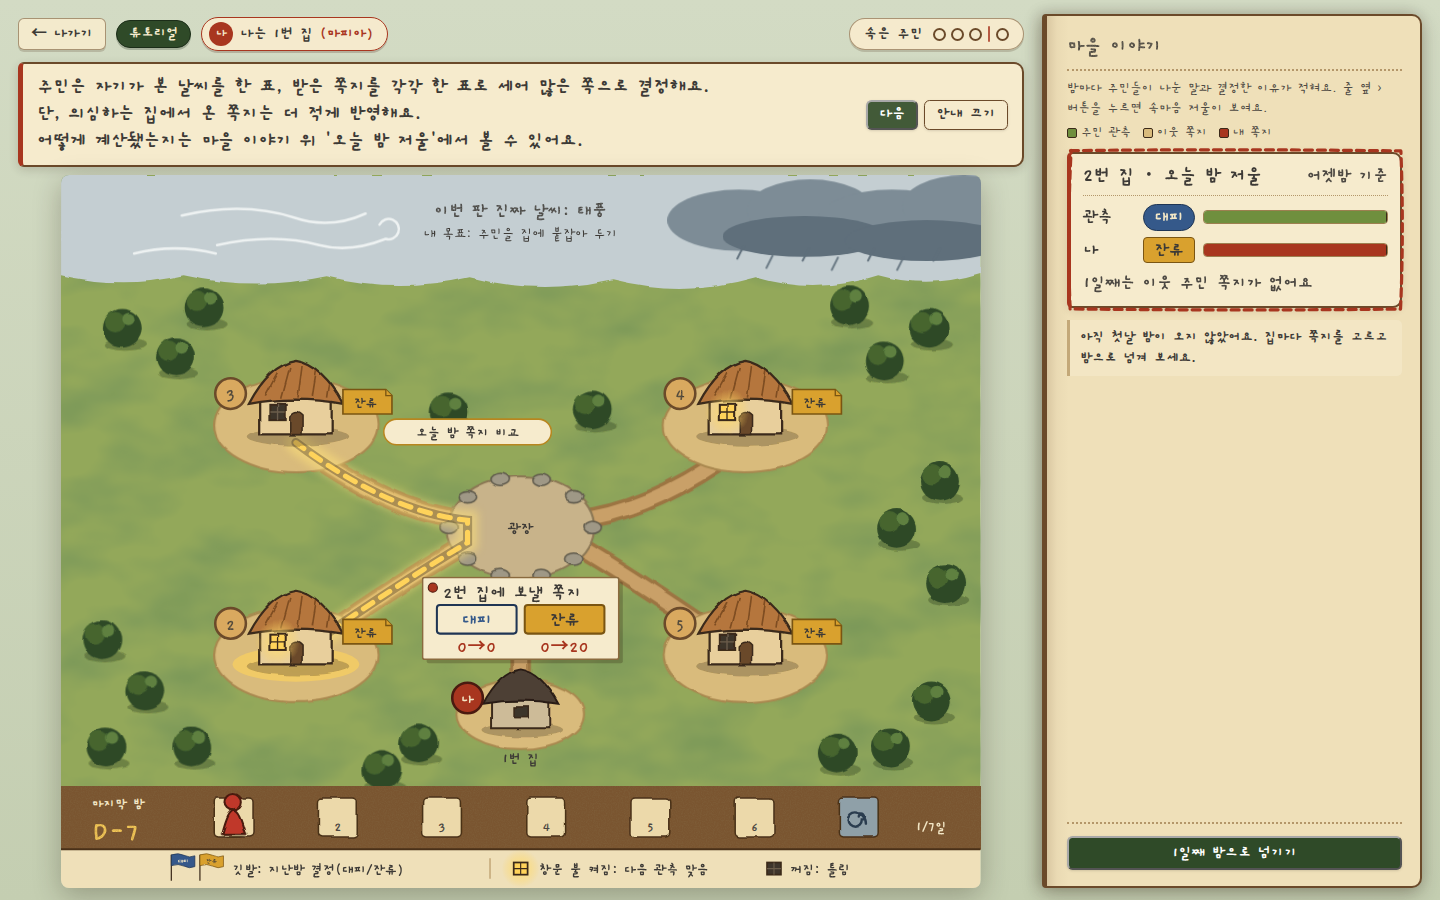 ← 나가기
튜토리얼
나 나는 1번 집 (마피아)
속은 주민
주민은 자기가 본 날씨를 한 표, 받은 쪽지를 각각 한 표로 세어 많은 쪽으로 결정해요.
단, 의심하는 집에서 온 쪽지는 더 적게 반영해요.
어떻게 계산됐는지는 마을 이야기 위 '오늘 밤 저울'에서 볼 수 있어요.
다음
안내 끄기
이번 판 진짜 날씨: 태풍
내 목표: 주민을 집에 붙잡아 두기
3
잔류
4
잔류
오늘 밤 쪽지 비교
광장
2
잔류
5
잔류
2번 집에 보낼 쪽지
대피
잔류
0→0
0→20
나
1번 집
마지막 밤
D-7
2
3
4
5
6
1/7일
대피
잔류
깃발: 지난밤 결정(대피/잔류)
창문 불 켜짐: 다음 관측 맞음
꺼짐: 틀림
마을 이야기
밤마다 주민들이 나눈 말과 결정한 이유가 적혀요. 줄 옆 ›
버튼을 누르면 속마음 저울이 보여요.
주민 관측
이웃 쪽지
내 쪽지
2번 집 · 오늘 밤 저울
어젯밤 기준
관측
대피
나
잔류
1일째는 이웃 주민 쪽지가 없어요
아직 첫날 밤이 오지 않았어요. 집마다 쪽지를 고르고
밤으로 넘겨 보세요.
1일째 밤으로 넘기기